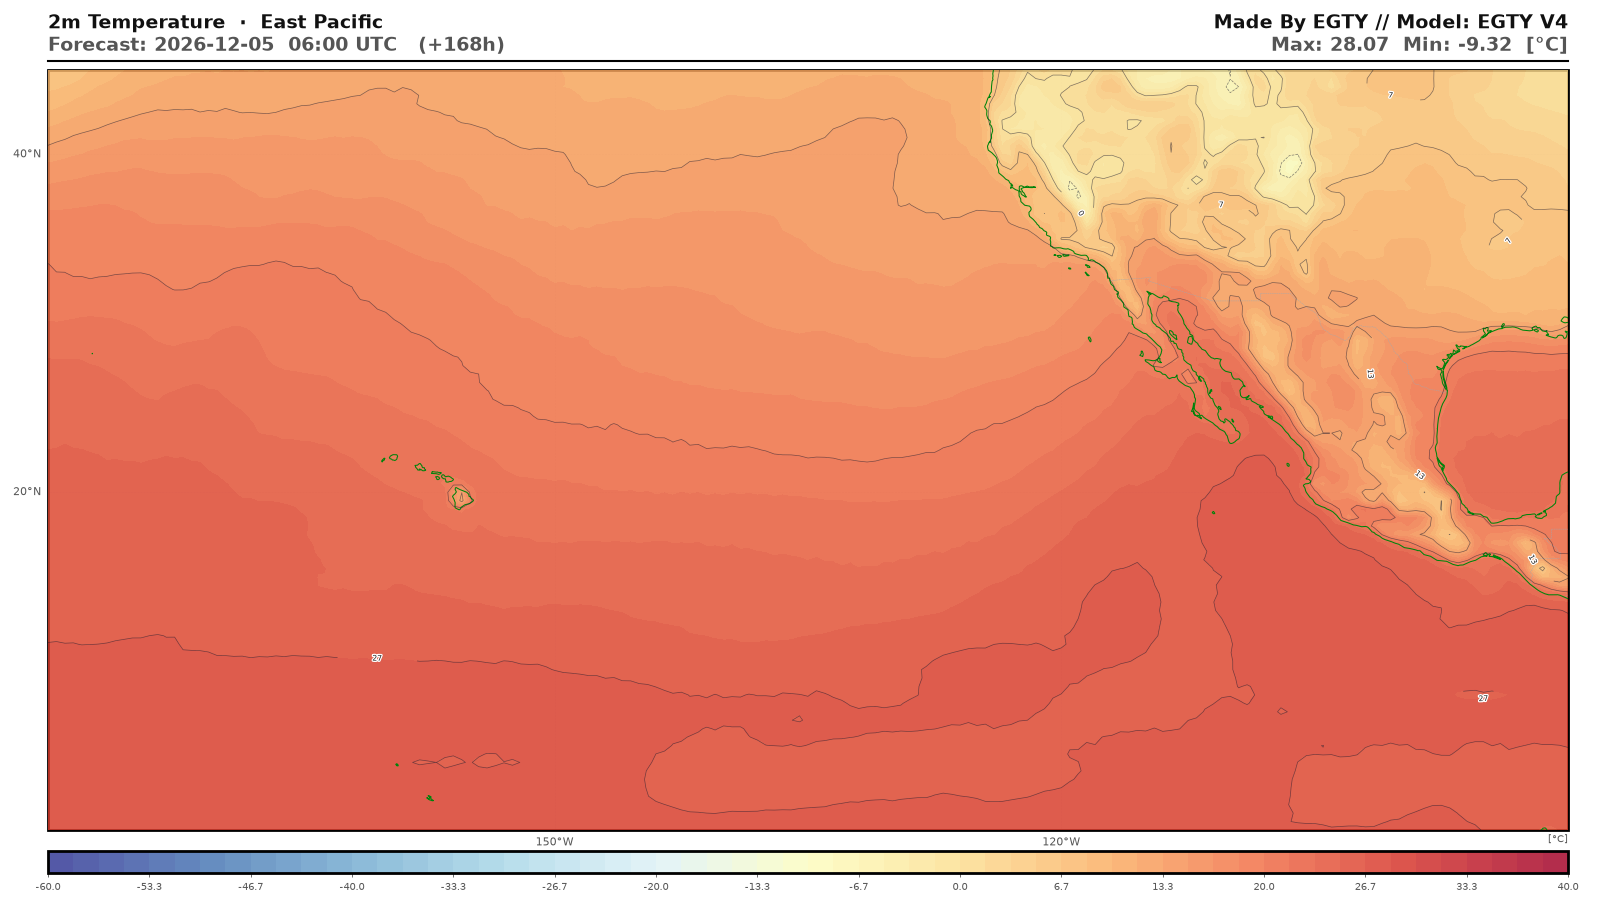 2m Temperature · East Pacific
Made By EGTY // Model: EGTY V4
Forecast: 2026-12-05 06:00 UTC (+168h)
Max: 28.07 Min: -9.32 [°C]
7
40°N
7
0
7
13
13
20°N
13
27
27
150°W
120°W
[°C]
-60.0
-53.3
-46.7
-40.0
-33.3
-26.7
-20.0
-13.3
-6.7
0.0
6.7
13.3
20.0
26.7
33.3
40.0